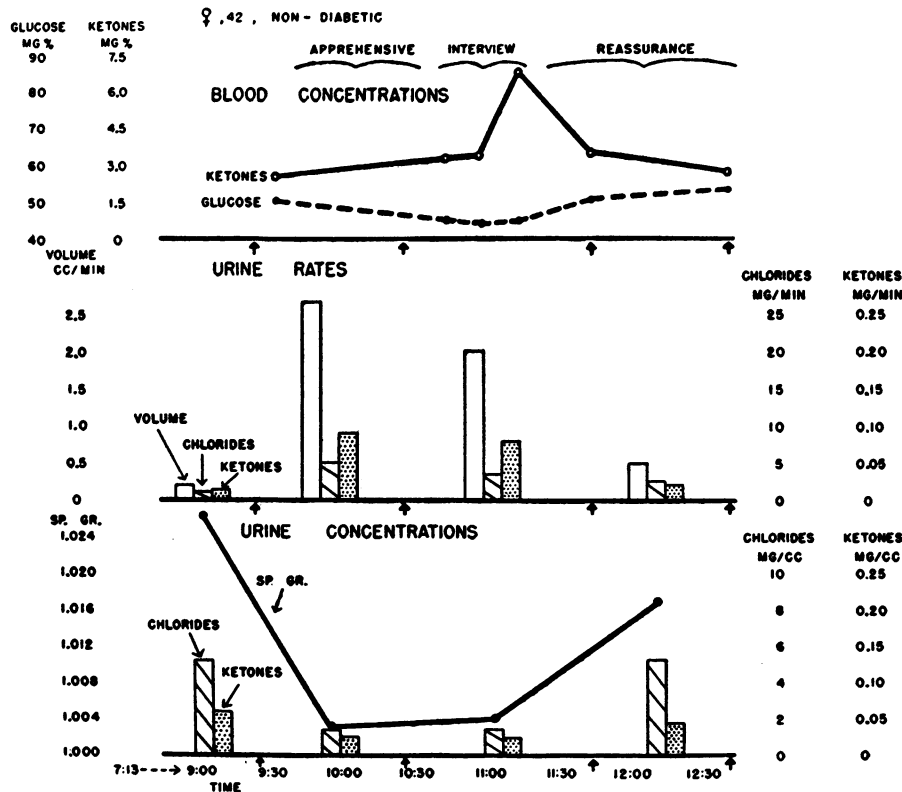 ♀, 42, NON-DIABETIC
GLUCOSE KETONES
MG % MG %
APPREHENSIVE INTERVIEW REASSURANCE
90 7.5
80 6.0
BLOOD CONCENTRATIONS
70 4.5
60 3.0
KETONES
50 1.5
GLUCOSE
40 0
VOLUME
CC/MIN
URINE RATES
CHLORIDES KETONES
MG/MIN MG/MIN
2.5 25 0.25
2.0 20 0.20
1.5 15 0.15
VOLUME
1.0 10 0.10
CHLORIDES
KETONES
0.5 5 0.05
0 0 0
SP. GR.
URINE CONCENTRATIONS
1.024 CHLORIDES KETONES
MG/CC MG/CC
1.020 10 0.25
SP. GR.
1.016 8 0.20
CHLORIDES
1.012 6 0.15
KETONES
1.008 4 0.10
1.004 2 0.05
1.000 0 0
7:13----→ 9:00 9:30 10:00 10:30 11:00 11:30 12:00 12:30
TIME